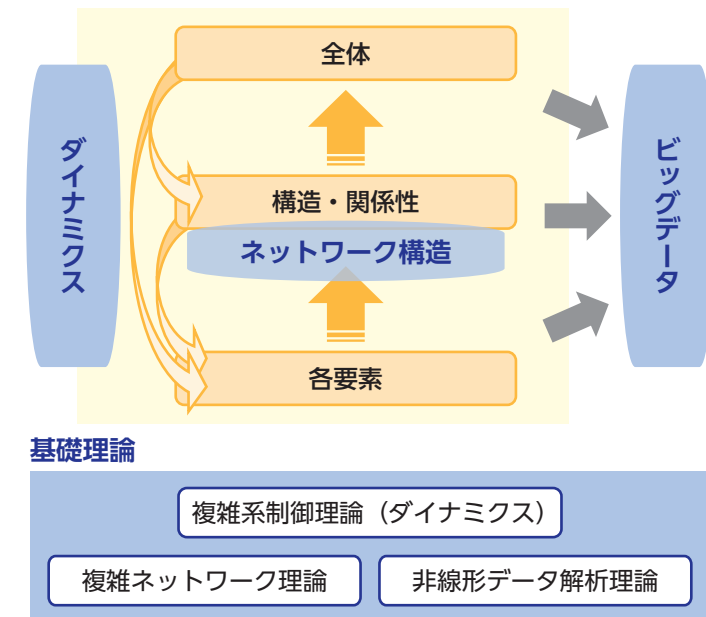 全体
ダイナミクス
構造・関係性
ネットワーク構造
各要素
ビッグデータ
基礎理論
複雑系制御理論（ダイナミクス）
複雑ネットワーク理論
非線形データ解析理論